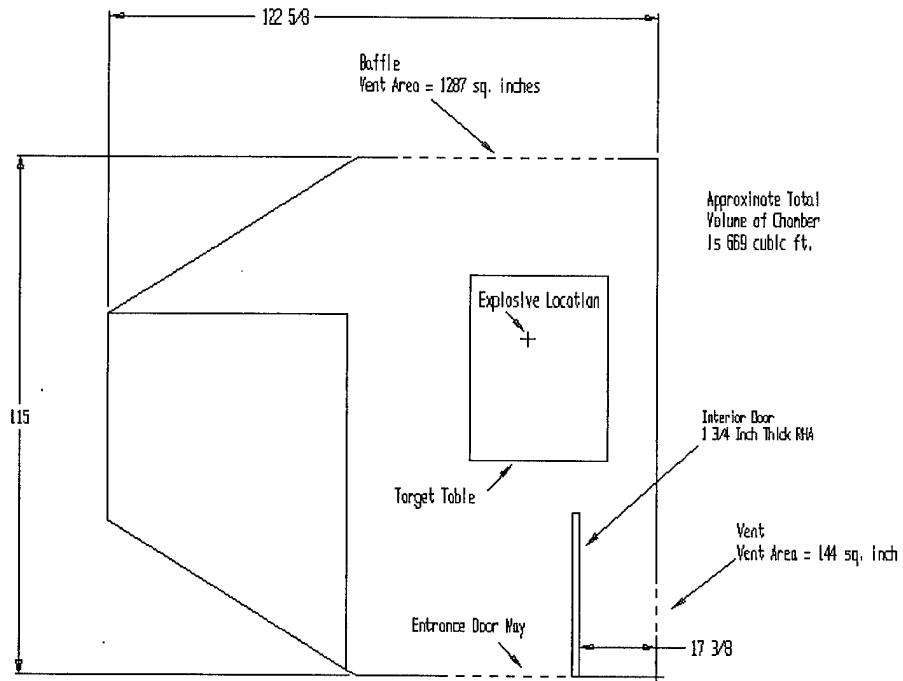 122 5/8
Baffle
Vent Area = 1287 sq. inches
Approximate Total
Volume of Chamber
Is 669 cubic ft.
Explosive Location
115
Interior Door
1 3/4 Inch Thick RHA
Target Table
Vent
Vent Area = 144 sq. inch
Entrance Door Way
17 3/8